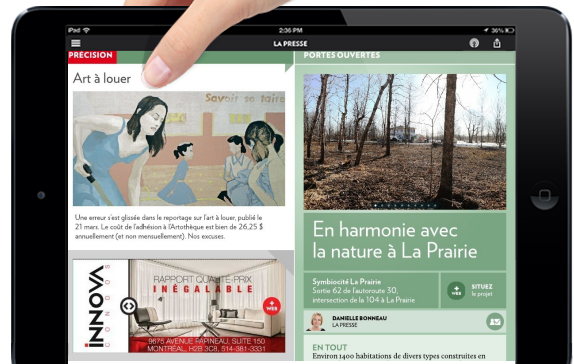 iPad
2:36 PM
36%
LA PRESSE
PRÉCISION
Art à louer
Savoir se taire
Une erreur s'est glissée dans le reportage sur l'art à louer, publié le
21 mars. Le coût de l'adhésion à l'Artothèque est bien de 26,25 $
annuellement (et non mensuellement). Nos excuses.
INNOVA
CONDOS
RAPPORT QUALITÉ-PRIX
INÉGALABLE
+
WEB
9675 AVENUE PAPINEAU, SUITE 150
MONTRÉAL, H2B 3C8, 514-381-3331
PORTES OUVERTES
En harmonie avec
la nature à La Prairie
Symbiocité La Prairie
Sortie 62 de l'autoroute 30,
intersection de la 104 à La Prairie
+
WEB
SITUEZ
le projet
DANIELLE BONNEAU
LA PRESSE
EN TOUT
Environ 1400 habitations de divers types construites en